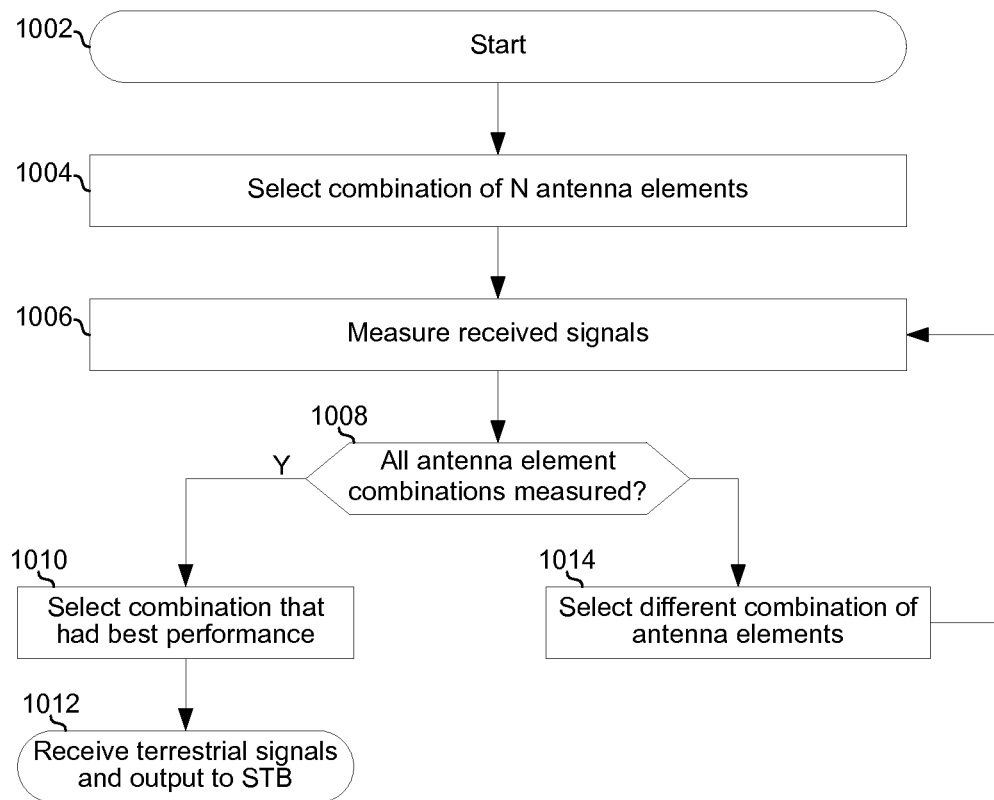 1002
Start
1004
Select combination of N antenna elements
1006
Measure received signals
1008
All antenna element
combinations measured?
Y
1010
Select combination that
had best performance
1014
Select different combination of
antenna elements
1012
Receive terrestrial signals
and output to STB